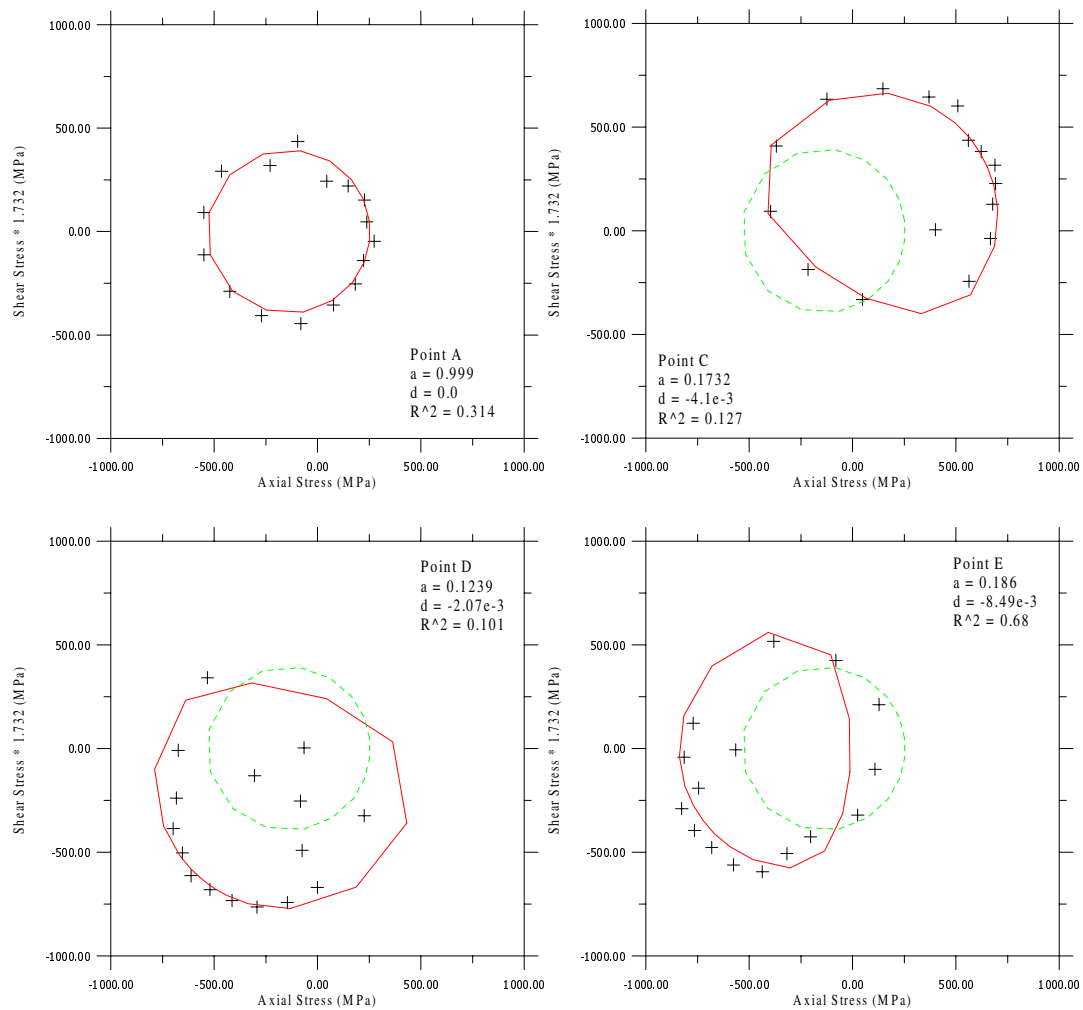 1000.00
500.00
0.00
-500.00
-1000.00
Shear Stress * 1.732 (MPa)
Point A
a = 0.999
d = 0.0
R^2 = 0.314
-1000.00 -500.00 0.00 500.00 1000.00
Axial Stress (MPa)
1000.00
500.00
0.00
-500.00
-1000.00
Shear Stress * 1.732 (MPa)
Point C
a = 0.1732
d = -4.1e-3
R^2 = 0.127
-1000.00 -500.00 0.00 500.00 1000.00
Axial Stress (MPa)
1000.00
500.00
0.00
-500.00
-1000.00
Shear Stress * 1.732 (MPa)
Point D
a = 0.1239
d = -2.07e-3
R^2 = 0.101
-1000.00 -500.00 0.00 500.00 1000.00
Axial Stress (MPa)
1000.00
500.00
0.00
-500.00
-1000.00
Shear Stress * 1.732 (MPa)
Point E
a = 0.186
d = -8.49e-3
R^2 = 0.68
-1000.00 -500.00 0.00 500.00 1000.00
Axial Stress (MPa)